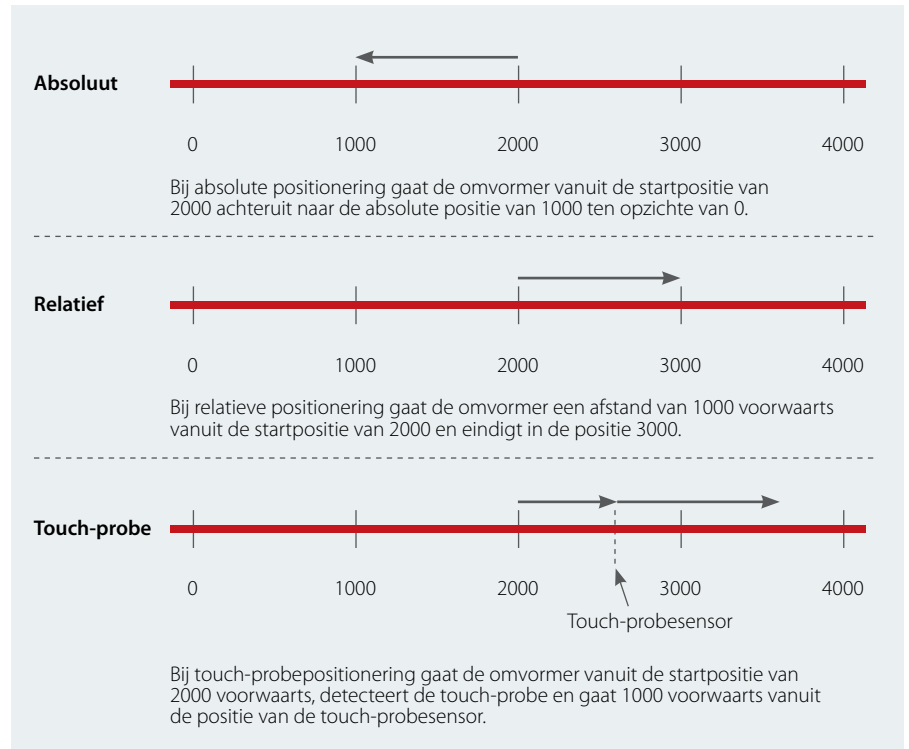 Absoluut
0 1000 2000 3000 4000
Bij absolute positionering gaat de omvormer vanuit de startpositie van
2000 achteruit naar de absolute positie van 1000 ten opzichte van 0.
Relatief
0 1000 2000 3000 4000
Bij relatieve positionering gaat de omvormer een afstand van 1000 voorwaarts
vanuit de startpositie van 2000 en eindigt in de positie 3000.
Touch-probe
0 1000 2000 3000 4000
Touch-probesensor
Bij touch-probepositionering gaat de omvormer vanuit de startpositie van
2000 voorwaarts, detecteert de touch-probe en gaat 1000 voorwaarts vanuit
de positie van de touch-probesensor.